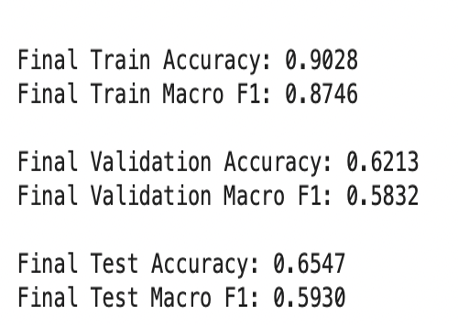 Final Train Accuracy: 0.9028
Final Train Macro F1: 0.8746
Final Validation Accuracy: 0.6213
Final Validation Macro F1: 0.5832
Final Test Accuracy: 0.6547
Final Test Macro F1: 0.5930